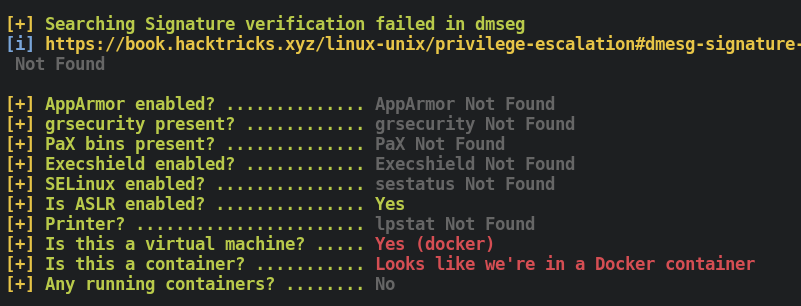 [+] Searching Signature verification failed in dmseg
[i] https://book.hacktricks.xyz/linux-unix/privilege-escalation#dmesg-signature-
Not Found
[+] AppArmor enabled? .............. AppArmor Not Found
[+] grsecurity present? ............ grsecurity Not Found
[+] PaX bins present? .............. PaX Not Found
[+] Execshield enabled? ............ Execshield Not Found
[+] SELinux enabled? ............... sestatus Not Found
[+] Is ASLR enabled? ............... Yes
[+] Printer? ....................... lpstat Not Found
[+] Is this a virtual machine? ..... Yes (docker)
[+] Is this a container? ........... Looks like we're in a Docker container
[+] Any running containers? ........ No